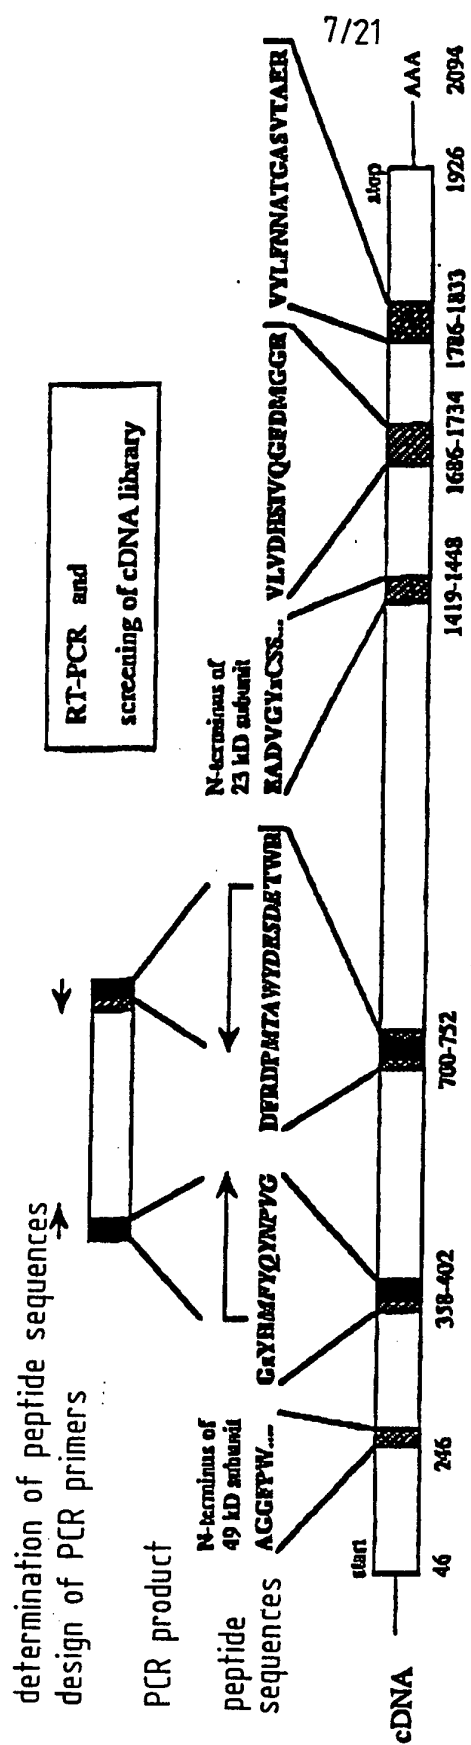 7/21
determination of peptide sequences
design of PCR primers
RT-PCR and
screening of cDNA library
PCR product
peptide
sequences
N-terminus of
49 kD subunit
AGGFPW....
GxYHMFYQYNPVG
DFRDPMTAWYDESDETWR
N-terminus of
23 kD subunit
EADVGYxCSS...
VLVDHSIVQGFDMGGR
VYLFNNATGASVTAER
cDNA
start
stop
AAA
46
246
358-402
700-752
1419-1448
1686-1734
1786-1833
1926
2094